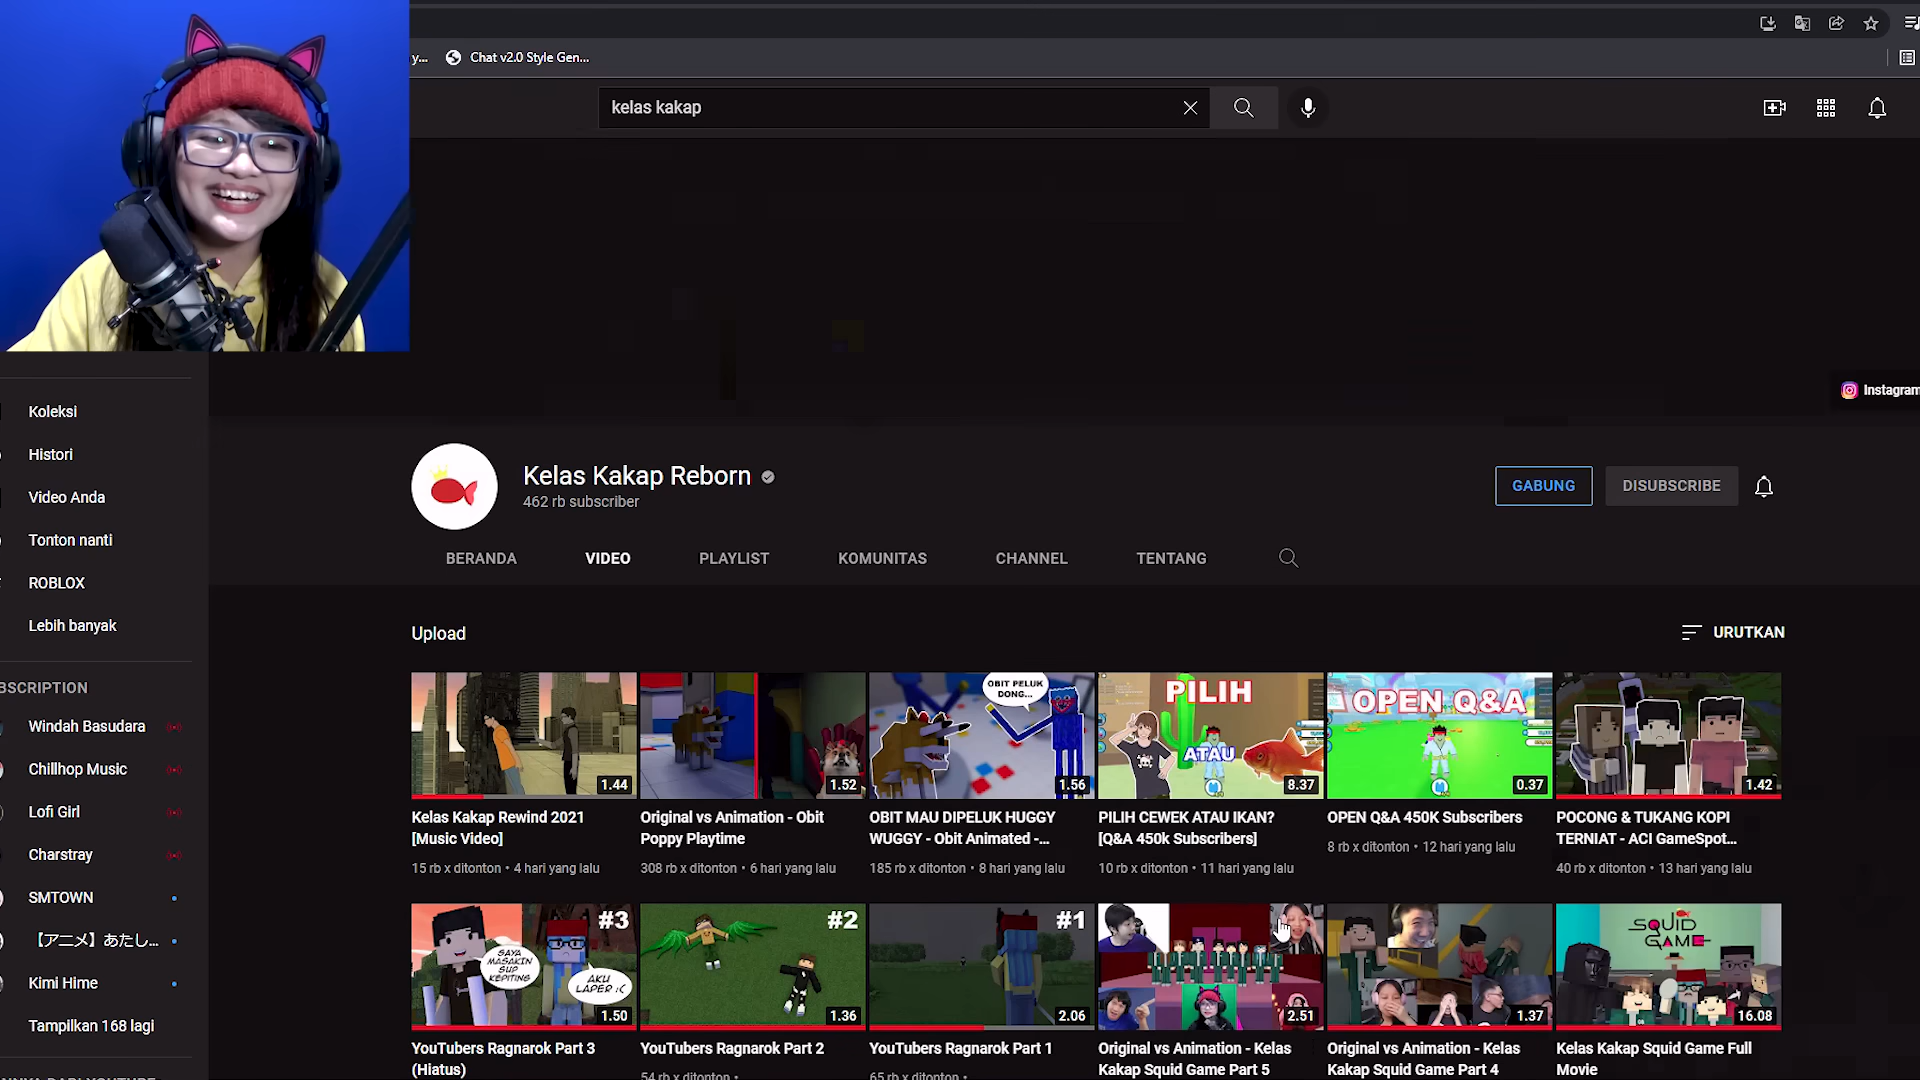 y...
Chat v2.0 Style Gen...
kelas kakap
Instagram
Koleksi
Histori
Video Anda
Tonton nanti
ROBLOX
Lebih banyak
BSCRIPTION
Windah Basudara
Chillhop Music
Lofi Girl
Charstray
SMTOWN
【アニメ】あたし...
Kimi Hime
Tampilkan 168 lagi
Kelas Kakap Reborn
462 rb subscriber
GABUNG
DISUBSCRIBE
BERANDA
VIDEO
PLAYLIST
KOMUNITAS
CHANNEL
TENTANG
Upload
URUTKAN
1.44
Kelas Kakap Rewind 2021
[Music Video]
15 rb x ditonton • 4 hari yang lalu
1.52
Original vs Animation - Obit
Poppy Playtime
308 rb x ditonton • 6 hari yang lalu
OBIT PELUK
DONG...
1.56
OBIT MAU DIPELUK HUGGY
WUGGY - Obit Animated -...
185 rb x ditonton • 8 hari yang lalu
PILIH
ATAU
8.37
PILIH CEWEK ATAU IKAN?
[Q&A 450k Subscribers]
10 rb x ditonton • 11 hari yang lalu
OPEN Q&A
0.37
OPEN Q&A 450K Subscribers
8 rb x ditonton • 12 hari yang lalu
1.42
POCONG & TUKANG KOPI
TERNIAT - ACI GameSpot...
40 rb x ditonton • 13 hari yang lalu
#3
SAYA
MASAKIN
SUP
KEPITING
AKU
LAPER :(
1.50
YouTubers Ragnarok Part 3
(Hiatus)
#2
1.36
YouTubers Ragnarok Part 2
54 rb x ditonton •
#1
2.06
YouTubers Ragnarok Part 1
65 rb x ditonton •
2.51
Original vs Animation - Kelas
Kakap Squid Game Part 5
1.37
Original vs Animation - Kelas
Kakap Squid Game Part 4
SQUID
GAME
16.08
Kelas Kakap Squid Game Full
Movie